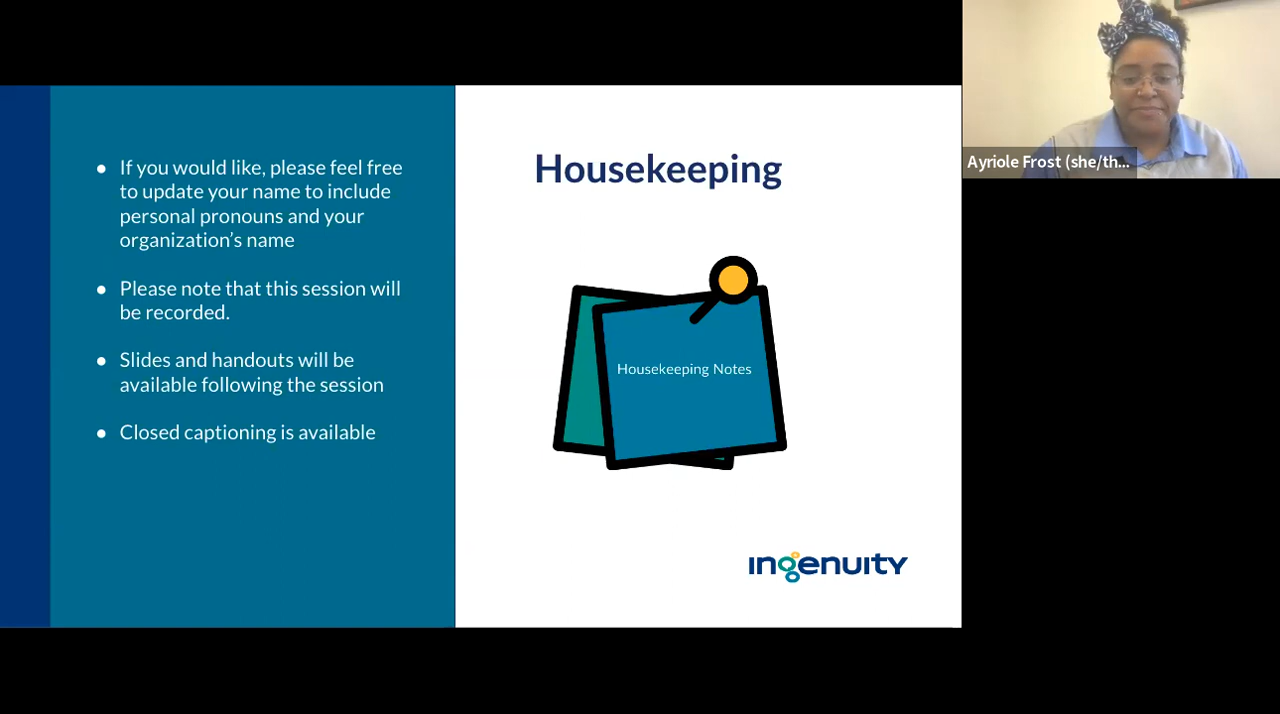 If you would like, please feel free
to update your name to include
personal pronouns and your
organization’s name
Please note that this session will
be recorded.
Slides and handouts will be
available following the session
Closed captioning is available
Housekeeping
Housekeeping Notes
ingenuity
Ayriole Frost (she/th...